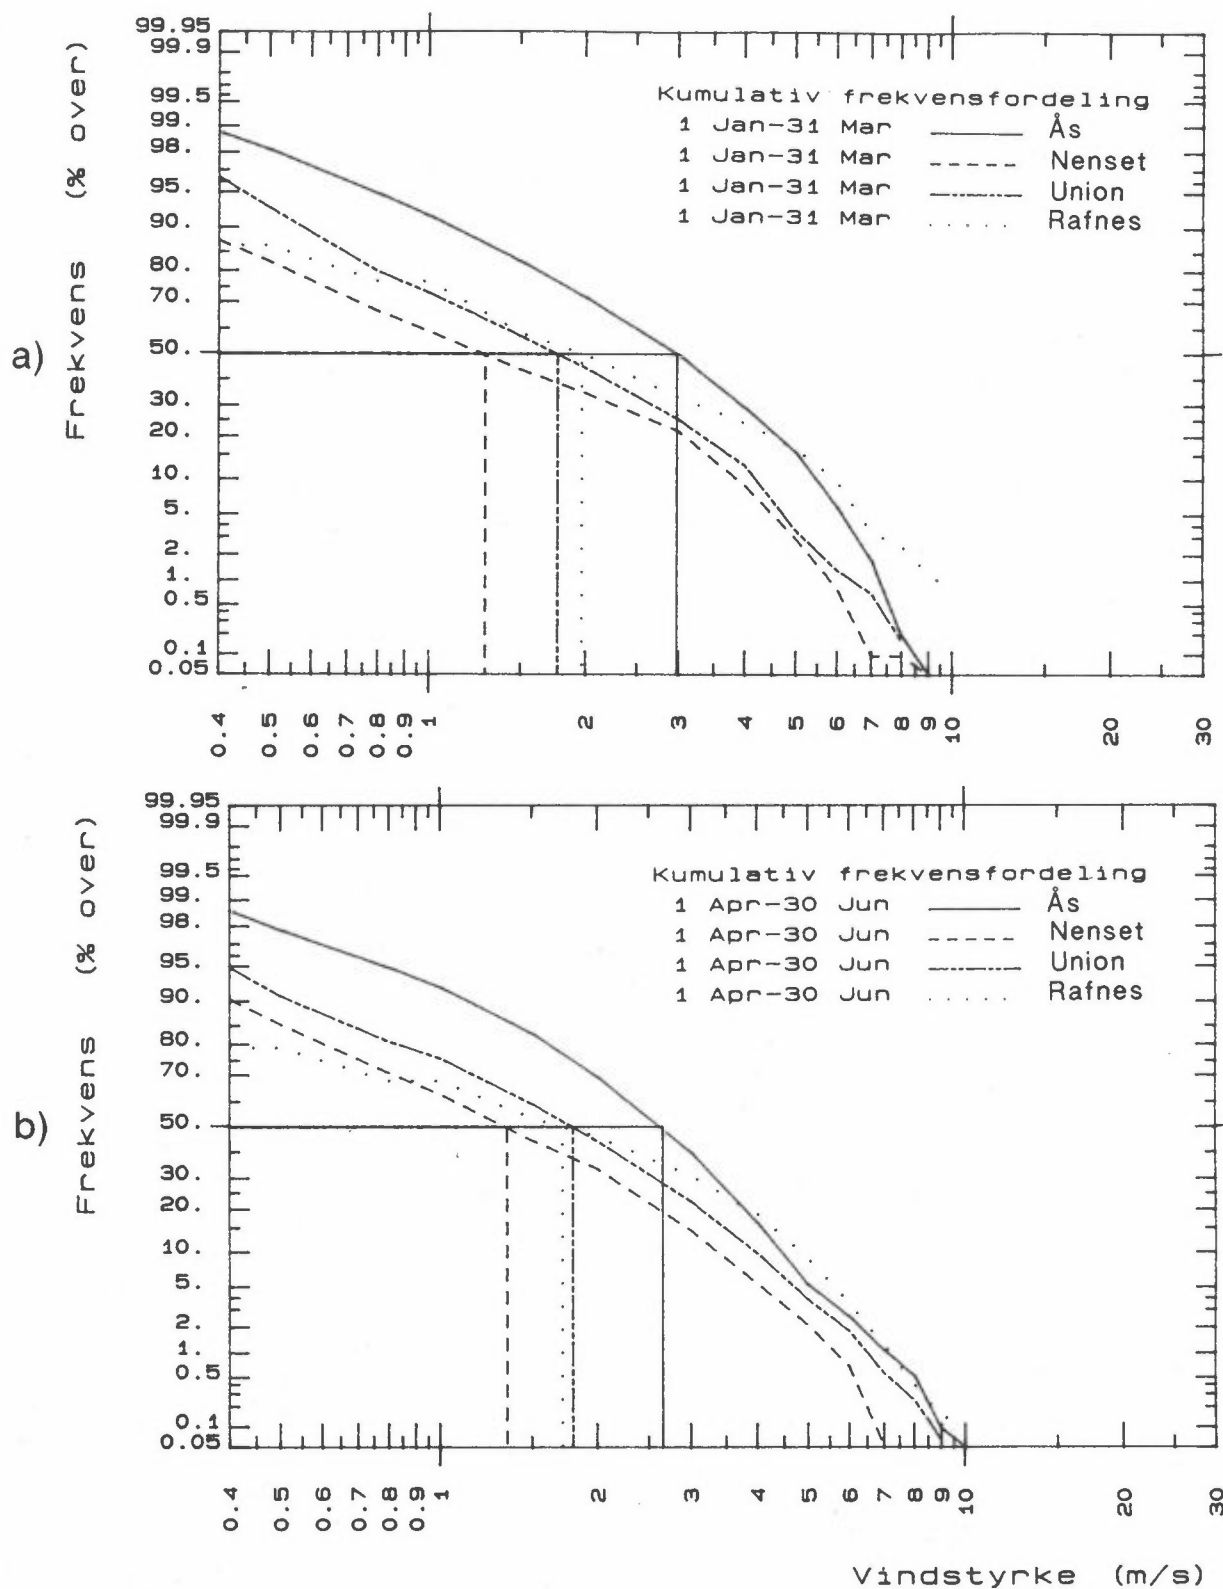 99.95
99.9
99.5
99.
98.
95.
90.
80.
70.
50.
30.
20.
10.
5.
2.
1.
0.5
0.1
0.05
Frekvens (% over)
a)
Kumulativ frekvensfordeling
1 Jan-31 Mar Ås
1 Jan-31 Mar Nenset
1 Jan-31 Mar Union
1 Jan-31 Mar Rafnes
0.4 0.5 0.6 0.7 0.8 0.9 1 2 3 4 5 6 7 8 9 10 20 30
99.95
99.9
99.5
99.
98.
95.
90.
80.
70.
50.
30.
20.
10.
5.
2.
1.
0.5
0.1
0.05
Frekvens (% over)
b)
Kumulativ frekvensfordeling
1 Apr-30 Jun Ås
1 Apr-30 Jun Nenset
1 Apr-30 Jun Union
1 Apr-30 Jun Rafnes
0.4 0.5 0.6 0.7 0.8 0.9 1 2 3 4 5 6 7 8 9 10 20 30
Vindstyrke (m/s)